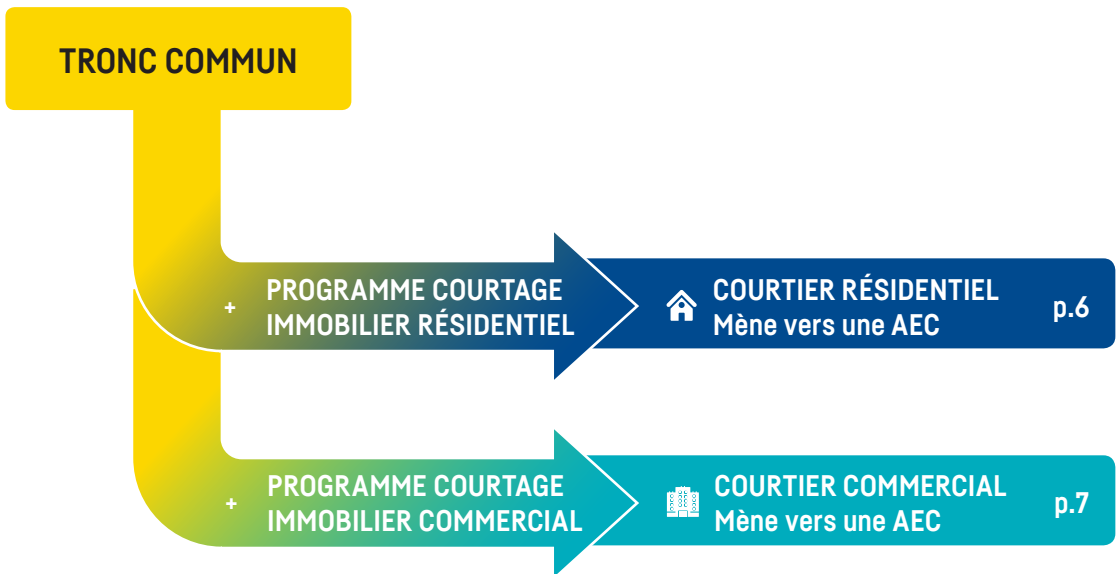 TRONC COMMUN
+ PROGRAMME COURTAGE
IMMOBILIER RÉSIDENTIEL
COURTIER RÉSIDENTIEL
Mène vers une AEC
p.6
+ PROGRAMME COURTAGE
IMMOBILIER COMMERCIAL
COURTIER COMMERCIAL
Mène vers une AEC
p.7